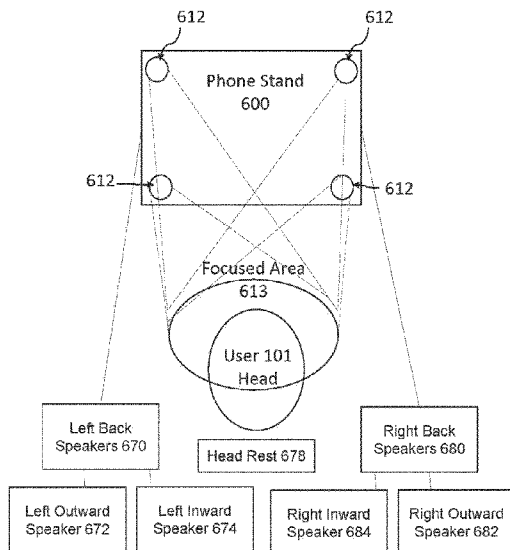 612
612
Phone Stand
600
612
612
Focused Area
613
User 101
Head
Left Back
Speakers 670
Right Back
Speakers 680
Head Rest 678
Left Outward
Speaker 672
Left Inward
Speaker 674
Right Inward
Speaker 684
Right Outward
Speaker 682